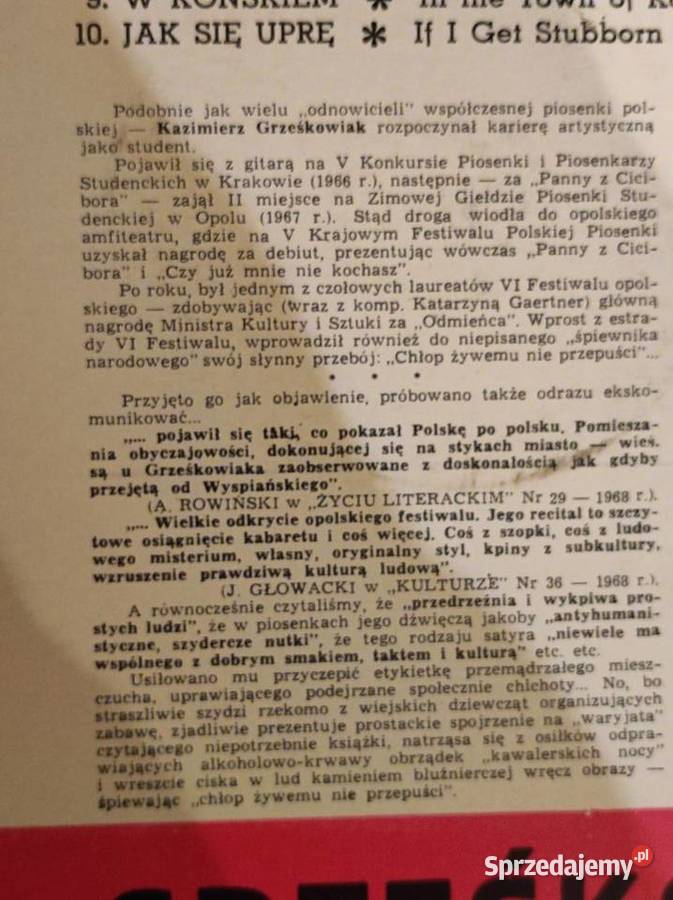 9. W KOŃSKIEM * In the Town of
10. JAK SIĘ UPRĘ * If I Get Stubborn
Podobnie jak wielu „odnowicieli" współczesnej piosenki pol-
skiej — Kazimierz Grześkowiak rozpoczynał karierę artystyczną
jako student.
Pojawił się z gitarą na V Konkursie Piosenki i Piosenkarzy
Studenckich w Krakowie (1966 r.), następnie — za „Panny z Cici-
bora" — zajął II miejsce na Zimowej Giełdzie Piosenki Stu-
denckiej w Opolu (1967 r.). Stąd droga wiodła do opolskiego
amfiteatru, gdzie na V Krajowym Festiwalu Polskiej Piosenki
uzyskał nagrodę za debiut, prezentując wówczas „Panny z Cici-
bora" i „Czy już mnie nie kochasz".
Po roku, był jednym z czołowych laureatów VI Festiwalu opol-
skiego — zdobywając (wraz z komp. Katarzyną Gaertner) główną
nagrodę Ministra Kultury i Sztuki za „Odmieńca". Wprost z estra-
dy VI Festiwalu, wprowadził również do niepisanego „śpiewnika
narodowego" swój słynny przebój: „Chłop żywemu nie przepuści"...
* * *
Przyjęto go jak objawienie, próbowano także odrazu eksko-
munikować...
„... pojawił się taki, co pokazał Polskę po polsku. Pomiesza-
nia obyczajowości, dokonującej się na stykach miasto — wieś.
są u Grześkowiaka zaobserwowane z doskonałością jak gdyby
przejętą od Wyspiańskiego".
(A. ROWIŃSKI w „ŻYCIU LITERACKIM" Nr 29 — 1968 r.).
„... Wielkie odkrycie opolskiego festiwalu. Jego recital to szczy-
towe osiągnięcie kabaretu i coś więcej. Coś z szopki, coś z ludo-
wego misterium, własny, oryginalny styl, kpiny z subkultury,
wzruszenie prawdziwą kulturą ludową".
(J. GŁOWACKI w „KULTURZE" Nr 36 — 1968 r.).
A równocześnie czytaliśmy, że „przedrzeźnia i wykpiwa pro-
stych ludzi", że w piosenkach jego dźwięczą jakoby „antyhumani-
styczne, szydercze nutki", że tego rodzaju satyra „niewiele ma
wspólnego z dobrym smakiem, taktem i kulturą" etc. etc.
Usiłowano mu przyczepić etykietkę przemądrzałego miesz-
czucha, uprawiającego podejrzane społecznie chichoty... No, bo
straszliwie szydzi rzekomo z wiejskich dziewcząt organizujących
zabawę, zjadliwie prezentuje prostackie spojrzenie na „waryjata"
czytającego niepotrzebnie książki, natrząsa się z osiłków odpra-
wiających alkoholowo-krwawy obrządek „kawalerskich nocy"
i wreszcie ciska w lud kamieniem bluźnierczej wręcz obrazy —
śpiewając „chłop żywemu nie przepuści".
Sprzedajemy.pl